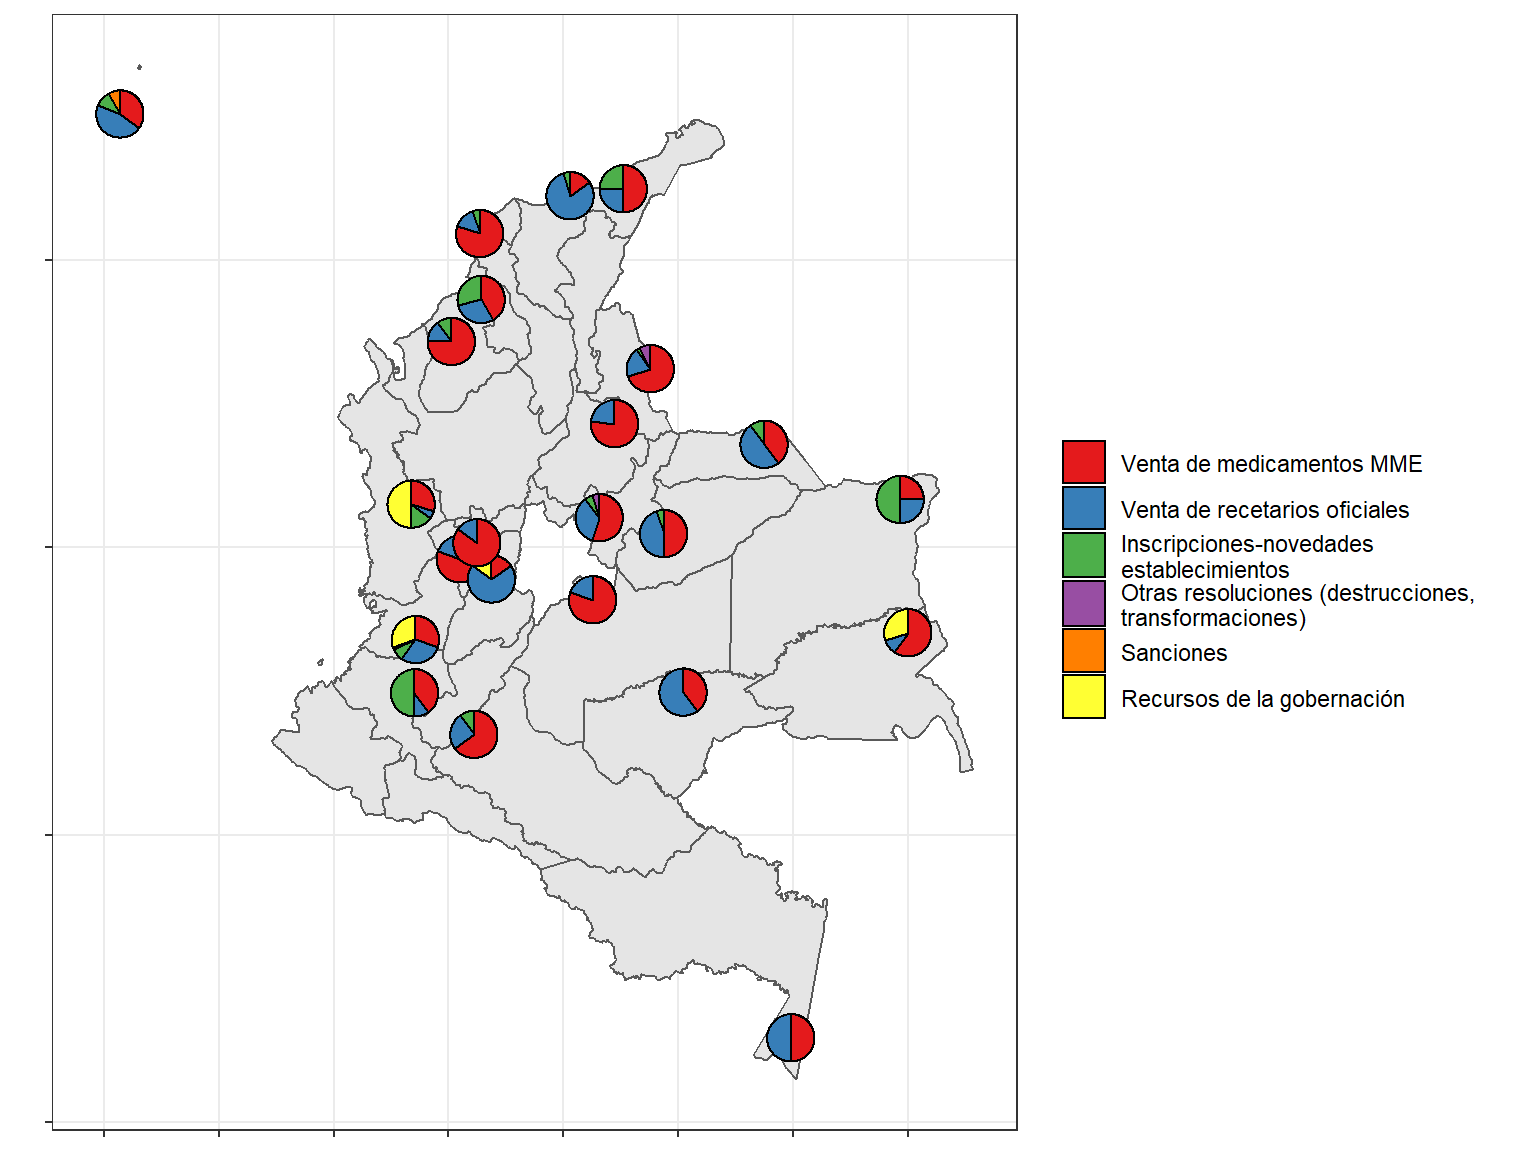 Venta de medicamentos MME
Venta de recetarios oficiales
Inscripciones-novedades
establecimientos
Otras resoluciones (destrucciones,
transformaciones)
Sanciones
Recursos de la gobernación